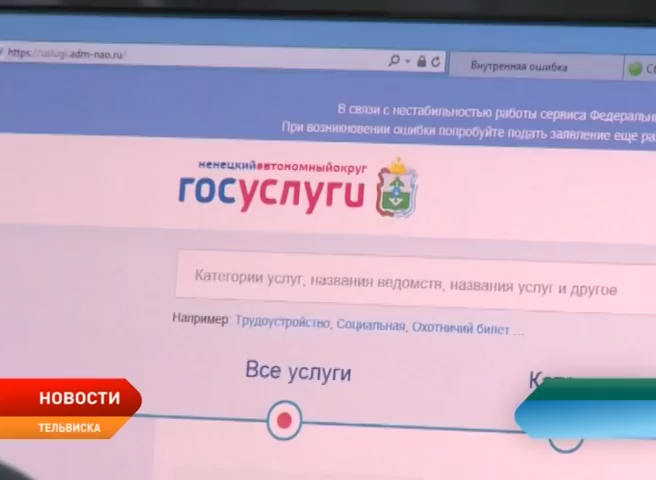 https://uslugi.adm-nao.ru/
Внутренная ошибка
В связи с нестабильностью работы сервиса Федеральн
При возникновении ошибки попробуйте подать заявление еще ра
ненецкийавтономныйокруг
госуслуги
Категории услуг, названия ведомств, названия услуг и другое
Например: Трудоустройство, Социальная, Охотничий билет ...
Все услуги
НОВОСТИ
ТЕЛЬВИСКА